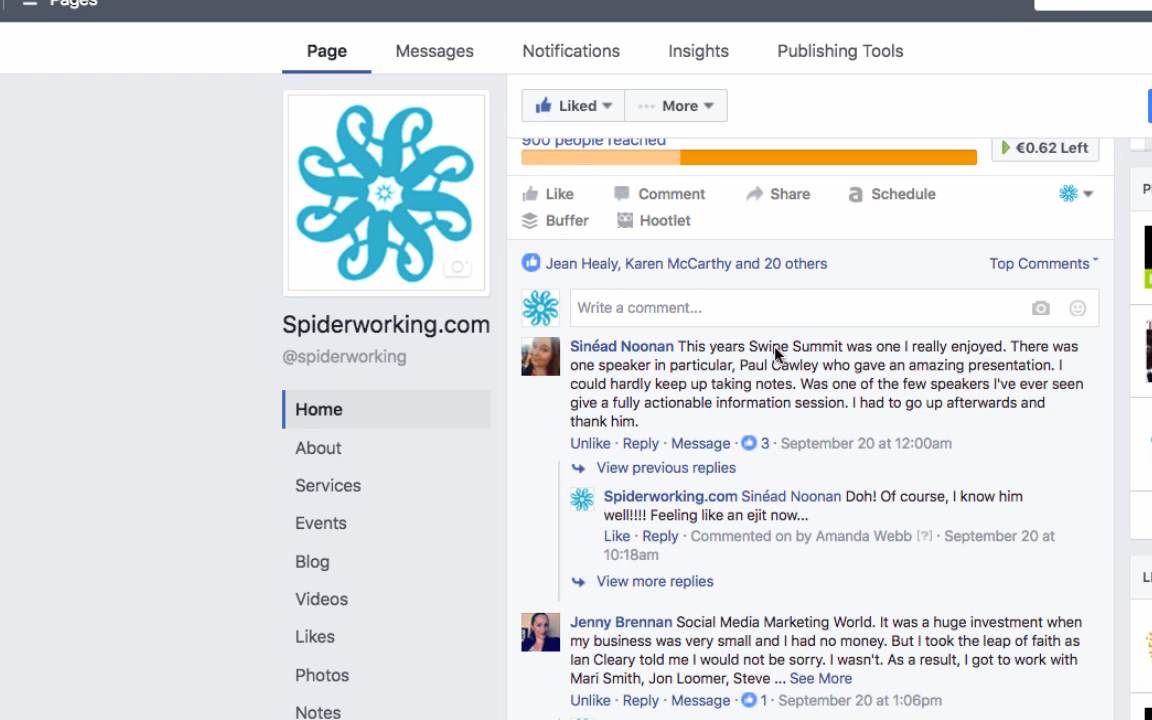 Pages
Page Messages Notifications Insights Publishing Tools
Liked More
900 people reached
€0.62 Left
Like Comment Share Schedule
Buffer Hootlet
Jean Healy, Karen McCarthy and 20 others Top Comments
Write a comment...
Spiderworking.com
@spiderworking
Home
About
Services
Events
Blog
Videos
Likes
Photos
Notes
Sinéad Noonan This years Swipe Summit was one I really enjoyed. There was
one speaker in particular, Paul Cawley who gave an amazing presentation. I
could hardly keep up taking notes. Was one of the few speakers I've ever seen
give a fully actionable information session. I had to go up afterwards and
thank him.
Unlike · Reply · Message · 3 · September 20 at 12:00am
View previous replies
Spiderworking.com Sinéad Noonan Doh! Of course, I know him
well!!!! Feeling like an ejit now...
Like · Reply · Commented on by Amanda Webb [?] · September 20 at
10:18am
View more replies
Jenny Brennan Social Media Marketing World. It was a huge investment when
my business was very small and I had no money. But I took the leap of faith as
Ian Cleary told me I would not be sorry. I wasn't. As a result, I got to work with
Mari Smith, Jon Loomer, Steve ... See More
Unlike · Reply · Message · 1 · September 20 at 1:06pm